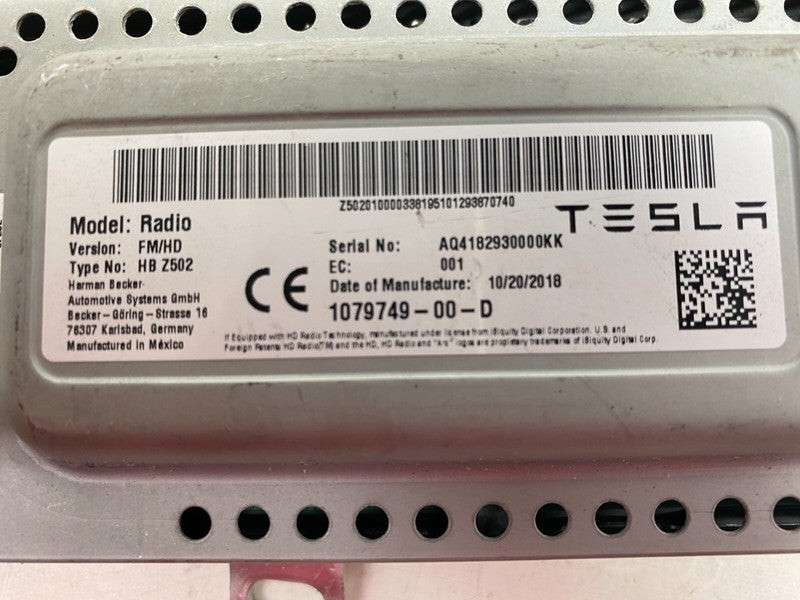 Z50201000033819510129387074​0
TESLA
Model: Radio
Version: FM/HD
Type No: HB Z502
Harman Becker
Automotive Systems GmbH
Becker-Göring-Strasse 16
76307 Karlsbad, Germany
Manufactured in México
CE
Serial No: AQ4182930000KK
EC: 001
Date of Manufacture: 10/20/2018
1079749-00-D
If Equipped with HD Radio Technology, manufactured under license from iBiquity Digital Corporation. U.S. and
Foreign Patents HD Radio(TM) and the HD, HD Radio and "Arc" logos are proprietary trademarks of iBiquity Digital Corp.